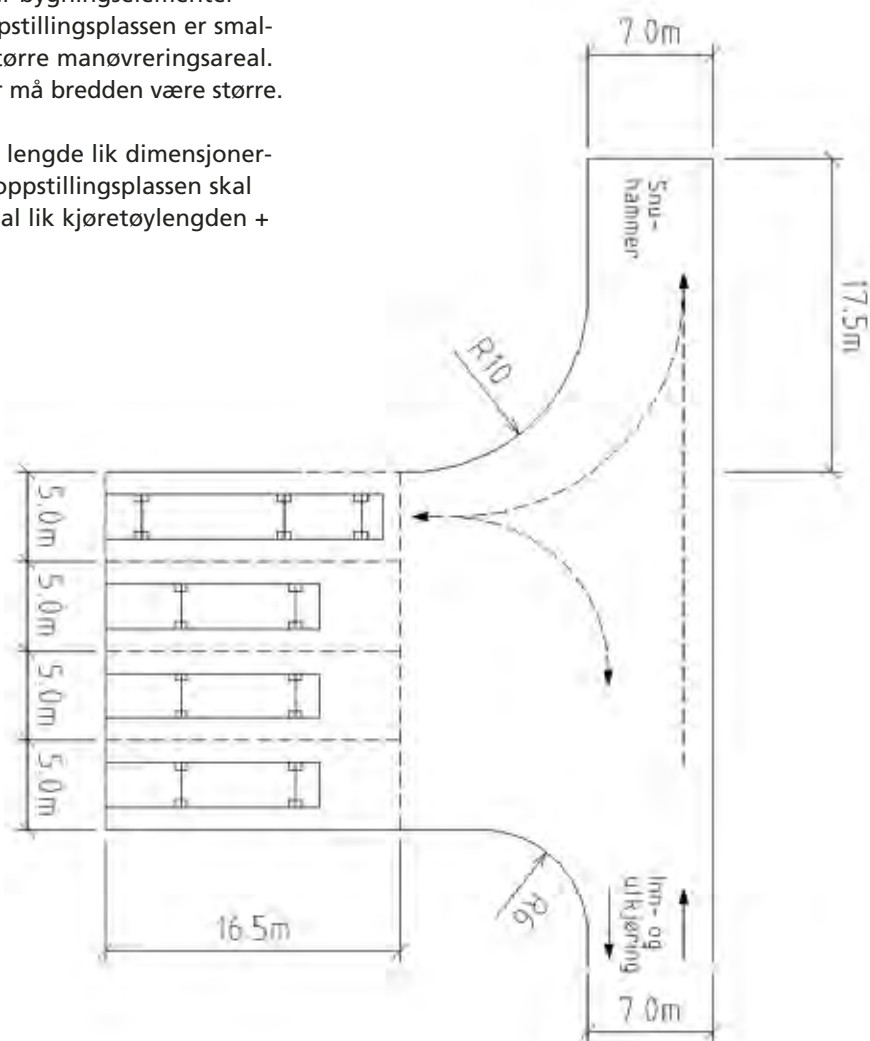 pstillingsplassen er smal-
tørre manøvreringsareal.
r må bredden være større.
lengde lik dimensjoner-
oppstillingsplassen skal
al lik kjøretøylengden +
7.0m
Snu-
hammer
17.5m
R10
5.0m
5.0m
5.0m
5.0m
R6
Inn- og
utkjøring
16.5m
7.0m